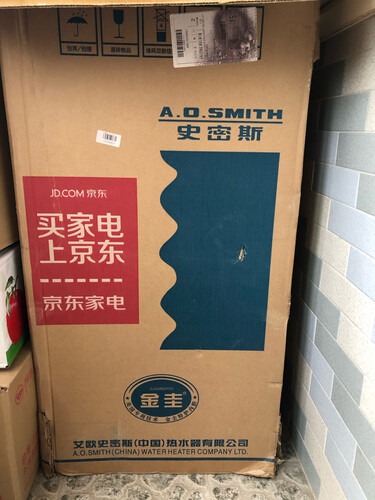 A.O.SMITH
史密斯
JD.COM 京东
买家电
上京东
京东家电
金圭
艾欧史密斯(中国)热水器有限公司
A.O.SMITH(CHINA) WATER HEATER COMPANY LTD.